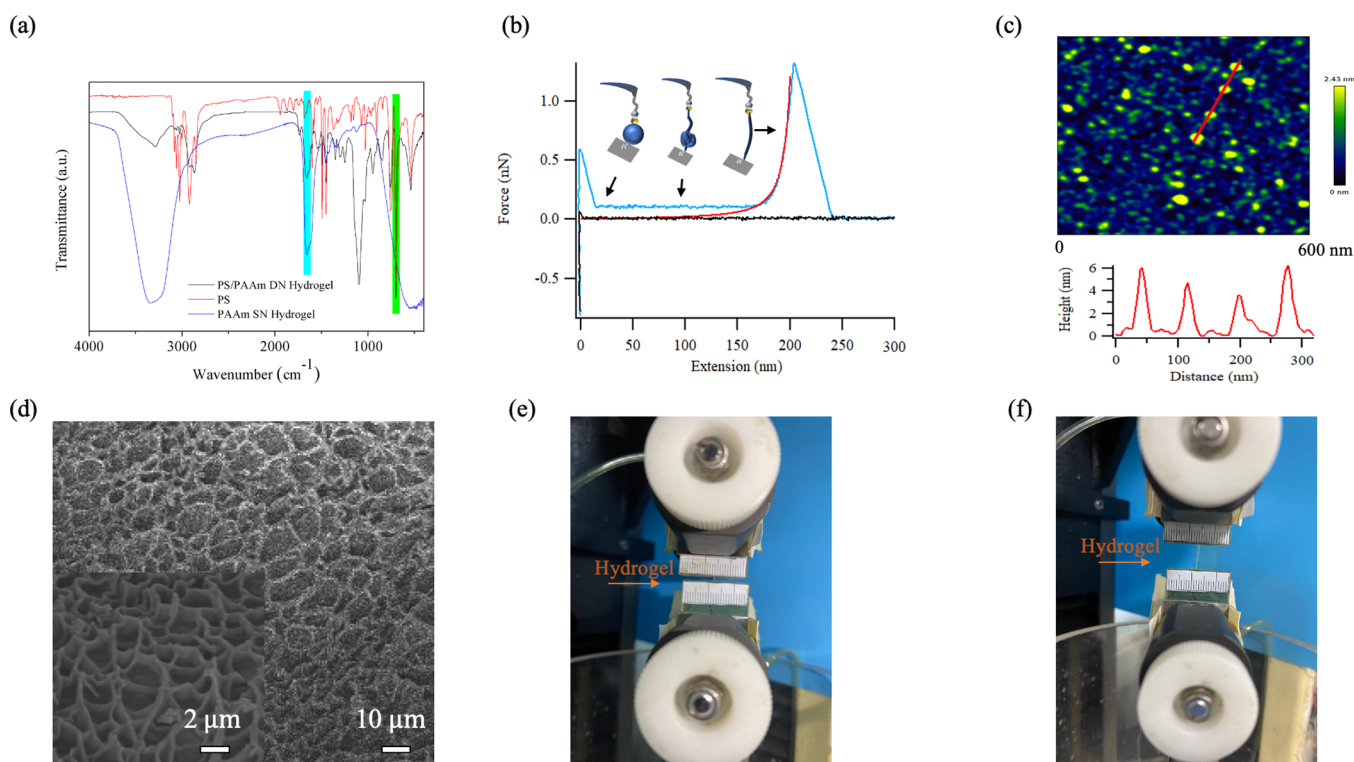 (a)
(b)
(c)
Transmittance (a.u.)
PS/PAAm DN Hydrogel
PS
PAAm SN Hydrogel
4000
3000
2000
1000
Wavenumber (cm-1)
Force (nN)
1.0
0.5
0.0
-0.5
0
50
100
150
200
250
300
Extension (nm)
2.43 nm
0 nm
0
600 nm
Height (nm)
6
4
2
0
0
100
200
300
Distance (nm)
(d)
(e)
(f)
2 μm
10 μm
Hydrogel
Hydrogel